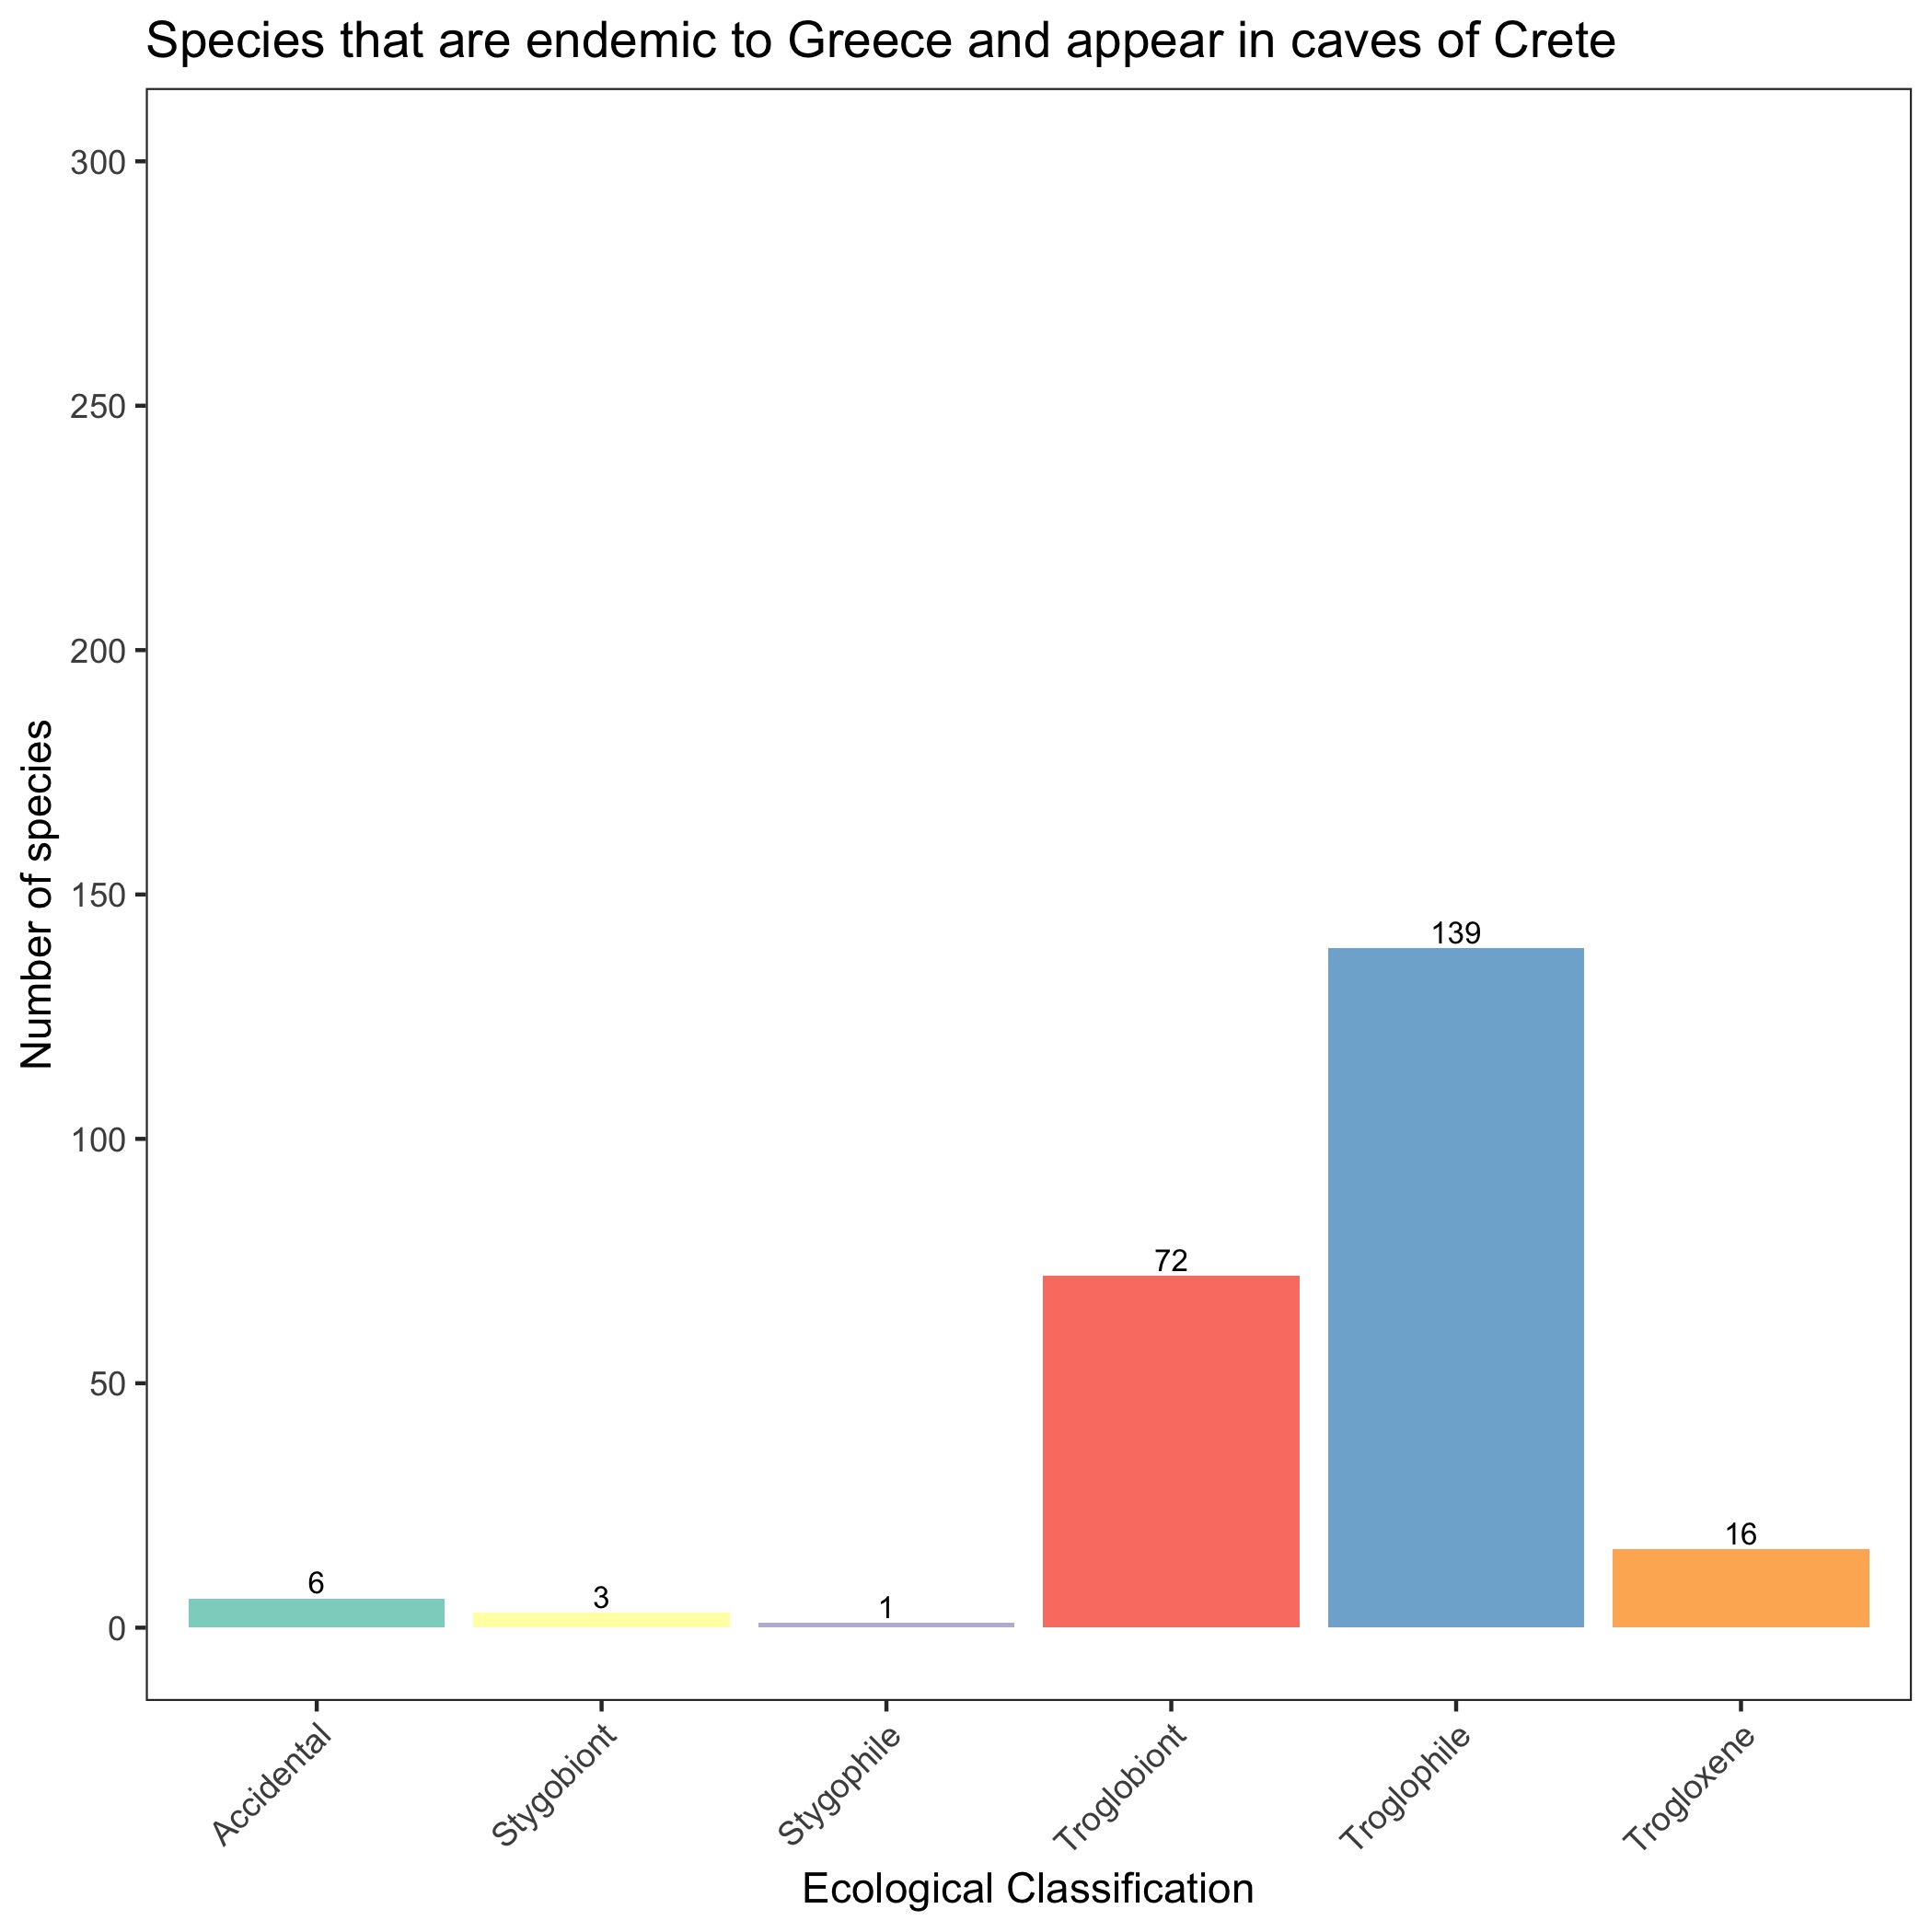 Species that are endemic to Greece and appear in caves of Crete
Number of species
300
250
200
150
100
50
0
6
3
1
72
139
16
Accidental
Stygobiont
Stygophile
Troglobiont
Troglophile
Trogloxene
Ecological Classification